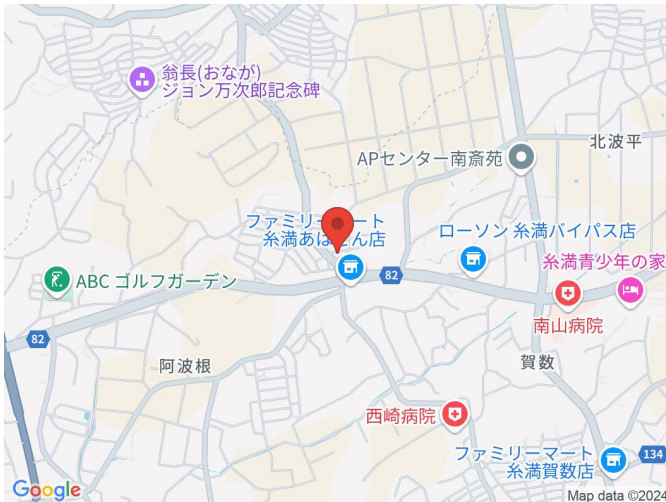 翁長(おなが)
ジョン万次郎記念碑
北波平
APセンター南斎苑
ファミリーマート
糸満あはごん店
ローソン 糸満バイパス店
糸満青少年の家
82
ABC ゴルフガーデン
南山病院
82
阿波根
賀数
西崎病院
ファミリーマート
糸満賀数店
134
Google
Map data ©2024